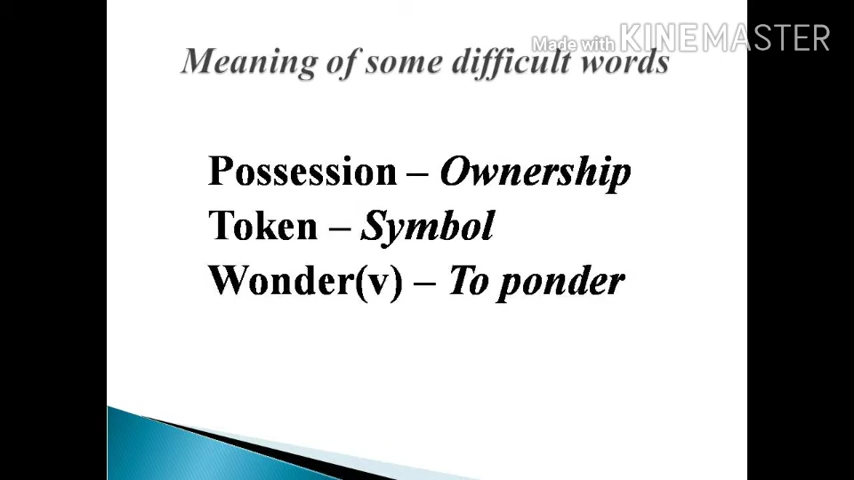 Made with KINEMASTER
Meaning of some difficult words
Possession – Ownership
Token – Symbol
Wonder(v) – To ponder